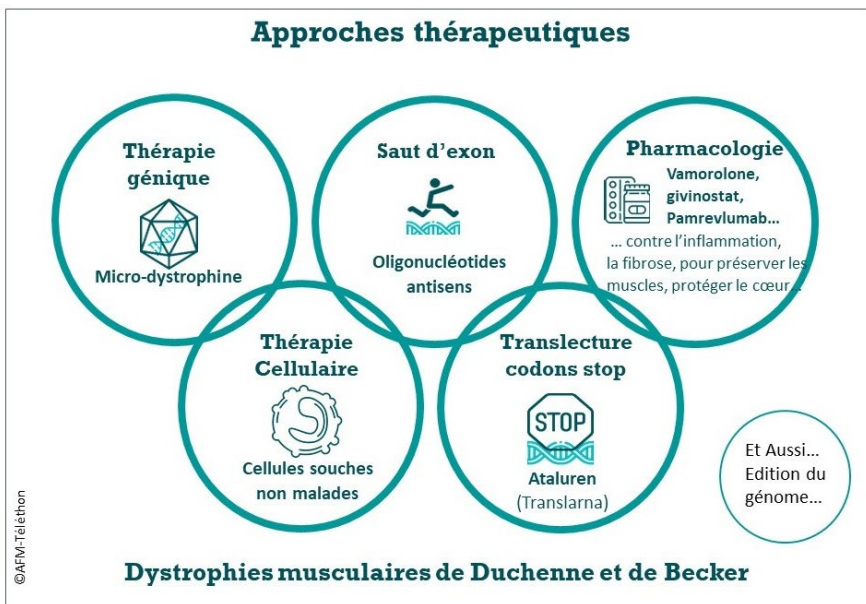 Approches thérapeutiques
Thérapie
génique
Micro-dystrophine
Saut d’exon
Oligonucléotides
antisens
Pharmacologie
Vamorolone,
givinostat,
Pamrevlumab...
... contre l’inflammation,
la fibrose, pour préserver les
muscles, protéger le cœur...
Thérapie
Cellulaire
Cellules souches
non malades
Translecture
codons stop
STOP
Ataluren
(Translarna)
Et Aussi...
Edition du
génome...
©AFM-Téléthon
Dystrophies musculaires de Duchenne et de Becker